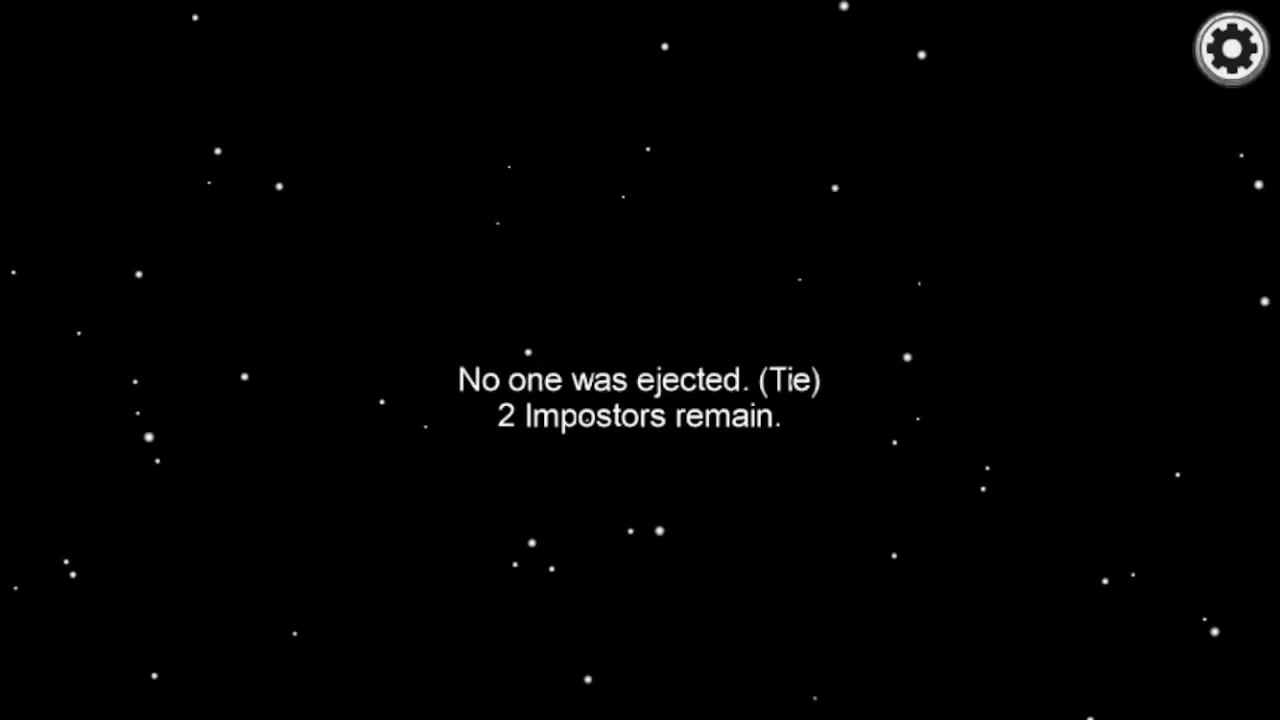 No one was ejected. (Tie)
2 Impostors remain.